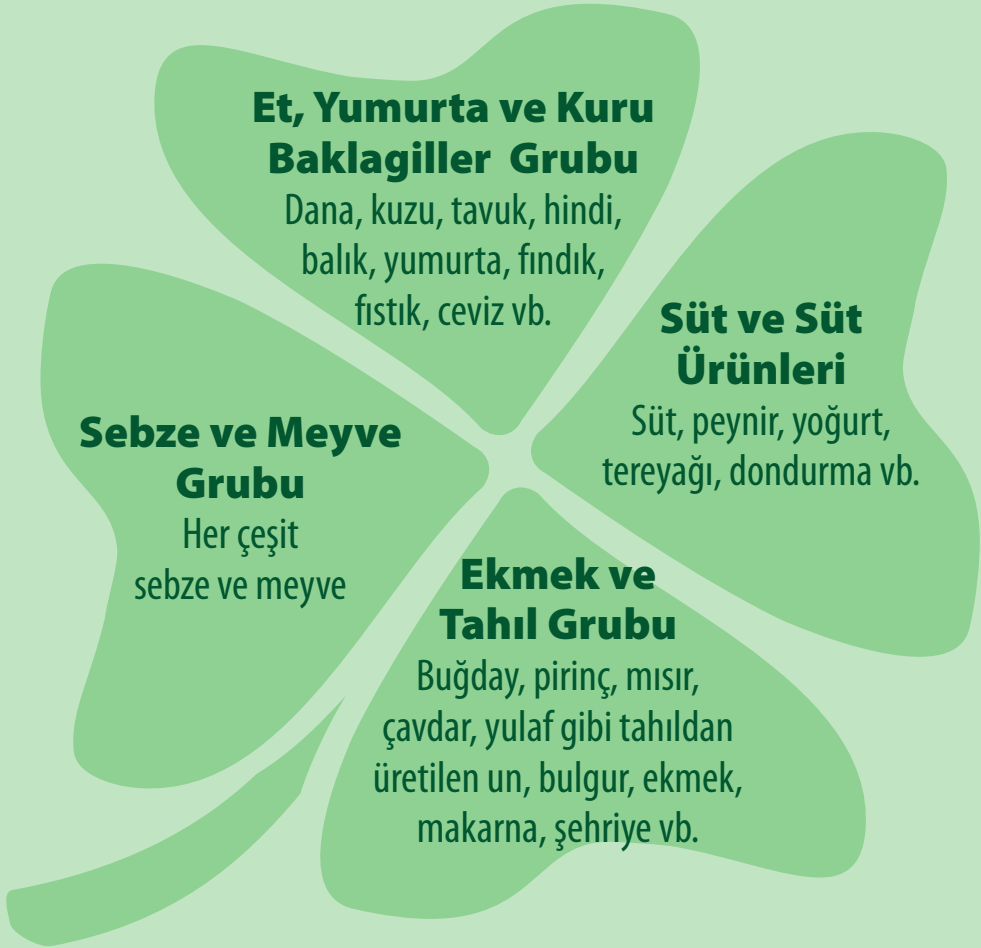 Et, Yumurta ve Kuru
Baklagiller Grubu
Dana, kuzu, tavuk, hindi,
balık, yumurta, fındık,
fıstık, ceviz vb.
Süt ve Süt
Ürünleri
Süt, peynir, yoğurt,
tereyağı, dondurma vb.
Sebze ve Meyve
Grubu
Her çeşit
sebze ve meyve
Ekmek ve
Tahıl Grubu
Buğday, pirinç, mısır,
çavdar, yulaf gibi tahıldan
üretilen un, bulgur, ekmek,
makarna, şehriye vb.